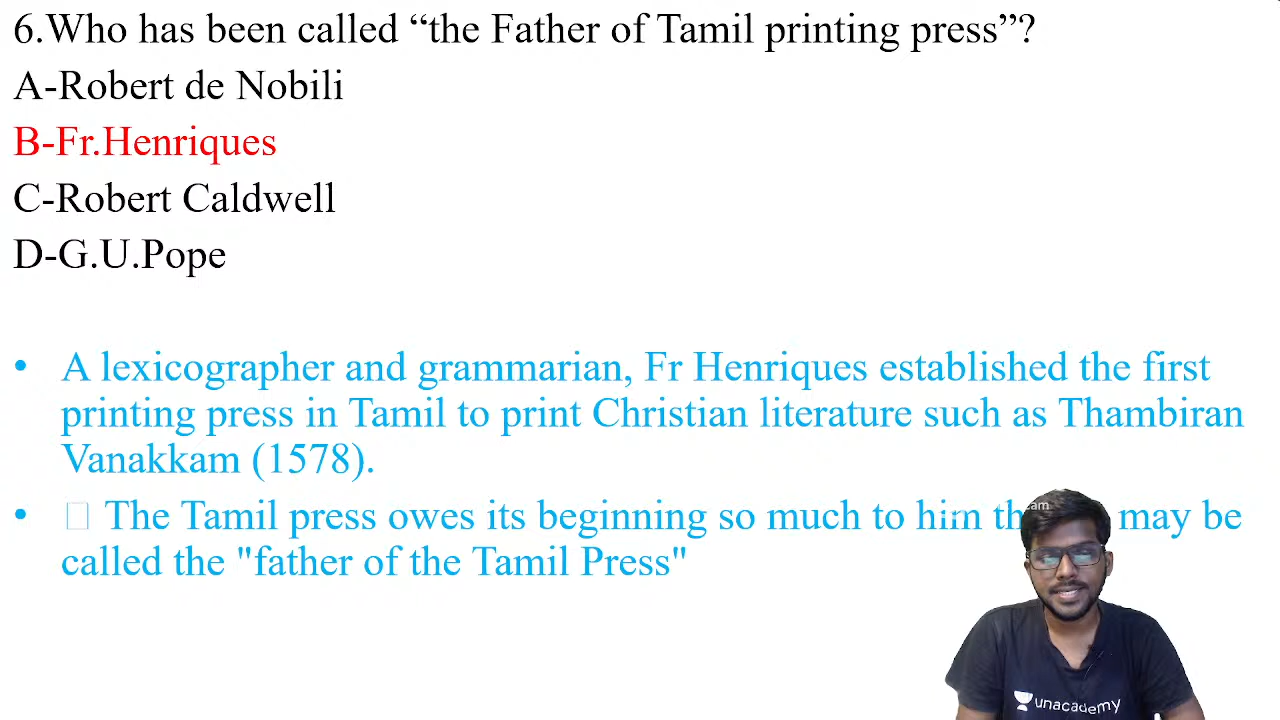 6.Who has been called “the Father of Tamil printing press”?
A-Robert de Nobili
B-Fr.Henriques
C-Robert Caldwell
D-G.U.Pope
• A lexicographer and grammarian, Fr Henriques established the first
printing press in Tamil to print Christian literature such as Thambiran
Vanakkam (1578).
• The Tamil press owes its beginning so much to him may be
called the "father of the Tamil Press"
unacademy